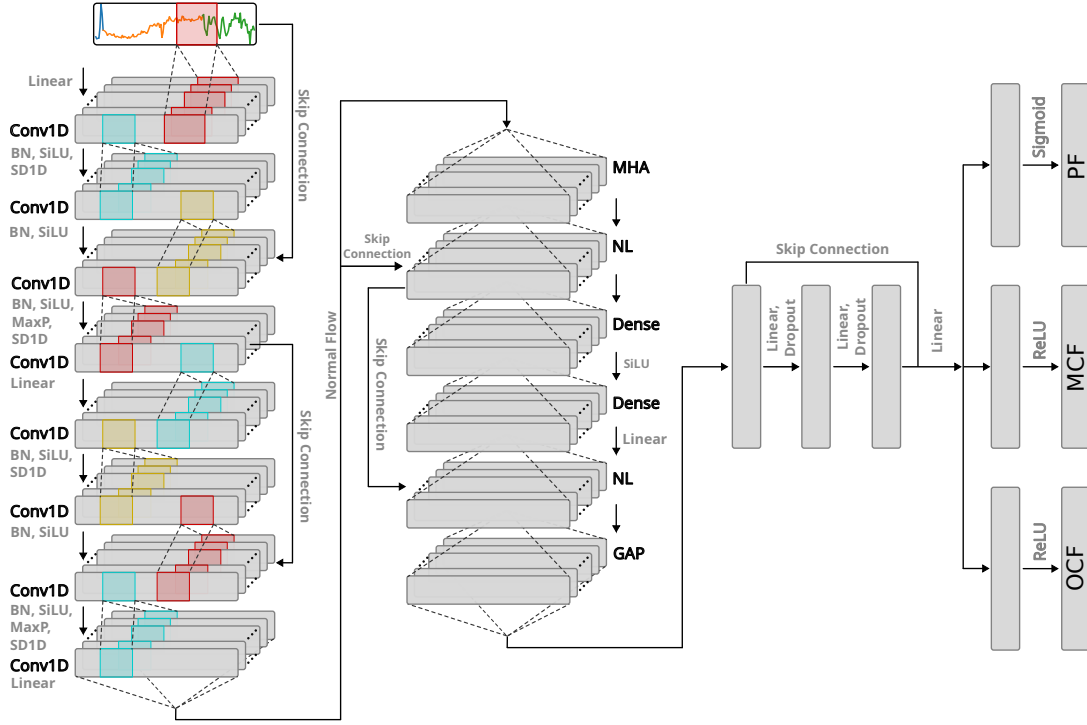 Linear
Conv1D
BN, SiLU,
SD1D
Conv1D
BN, SiLU
Conv1D
BN, SiLU,
MaxP,
SD1D
Conv1D
Linear
Conv1D
BN, SiLU,
SD1D
Conv1D
BN, SiLU
Conv1D
BN, SiLU,
MaxP,
SD1D
Conv1D
Linear
Skip Connection
Skip Connection
Normal Flow
MHA
Skip
Connection
NL
Dense
SiLU
Skip Connection
Dense
Linear
NL
GAP
Skip Connection
Linear,
Dropout
Linear,
Dropout
Linear
Sigmoid
PF
ReLU
MCF
ReLU
OCF